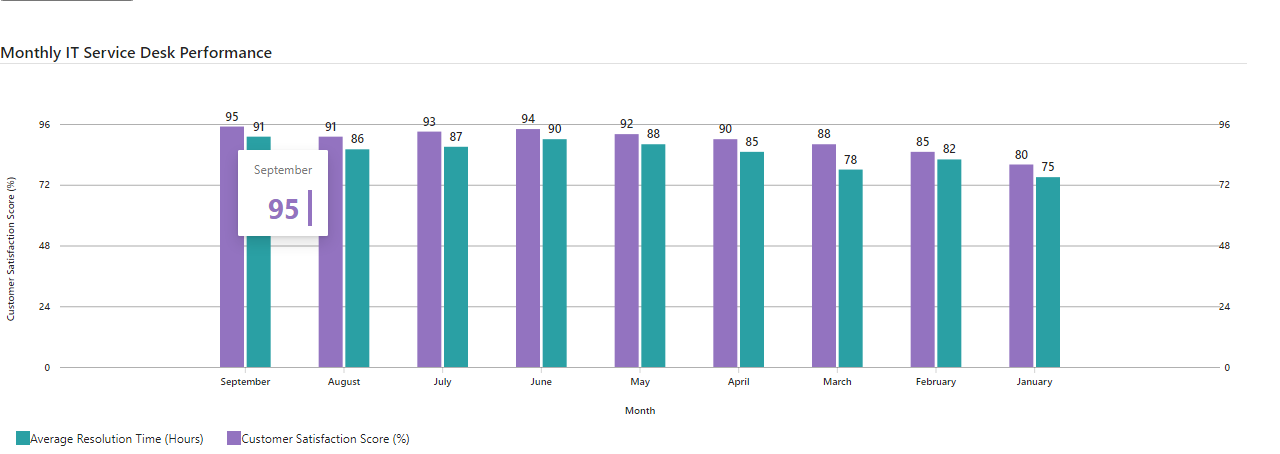 Monthly IT Service Desk Performance
95 91 91 86 93 87 94 90 92 88 90 85 88 78 85 82 80 75
96 96
72 72
48 48
24 24
0 0
Customer Satisfaction Score (%)
September
95
September August July June May April March February January
Month
Average Resolution Time (Hours) Customer Satisfaction Score (%)